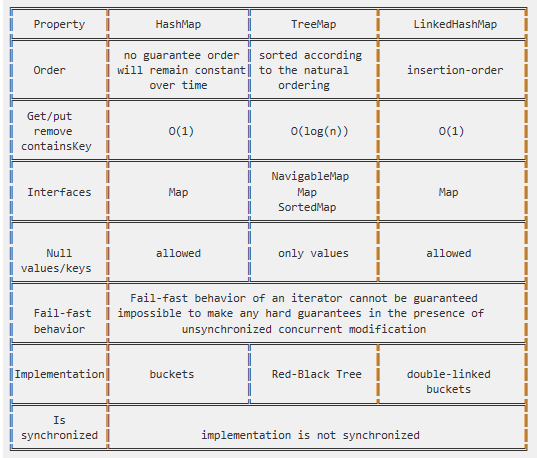 Property HashMap TreeMap LinkedHashMap
Order
no guarantee order
will remain constant
over time
sorted according
to the natural
ordering
insertion-order
Get/put
remove
containsKey
O(1)
O(log(n))
O(1)
Interfaces
Map
NavigableMap
Map
SortedMap
Map
Null
values/keys
allowed
only values
allowed
Fail-fast
behavior
Fail-fast behavior of an iterator cannot be guaranteed
impossible to make any hard guarantees in the presence of
unsynchronized concurrent modification
Implementation
buckets
Red-Black Tree
double-linked
buckets
Is
synchronized
implementation is not synchronized